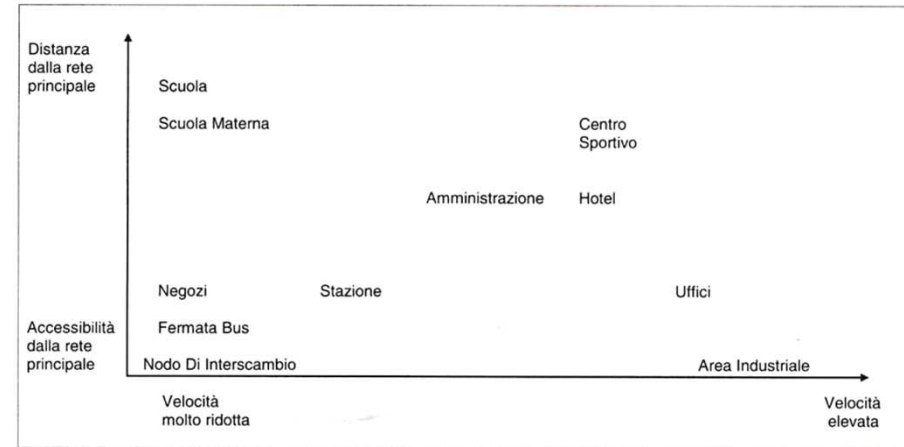 Distanza
dalla rete
principale
Scuola
Scuola Materna
Centro
Sportivo
Amministrazione
Hotel
Negozi
Stazione
Uffici
Accessibilità
dalla rete
principale
Fermata Bus
Nodo Di Interscambio
Area Industriale
Velocità
molto ridotta
Velocità
elevata